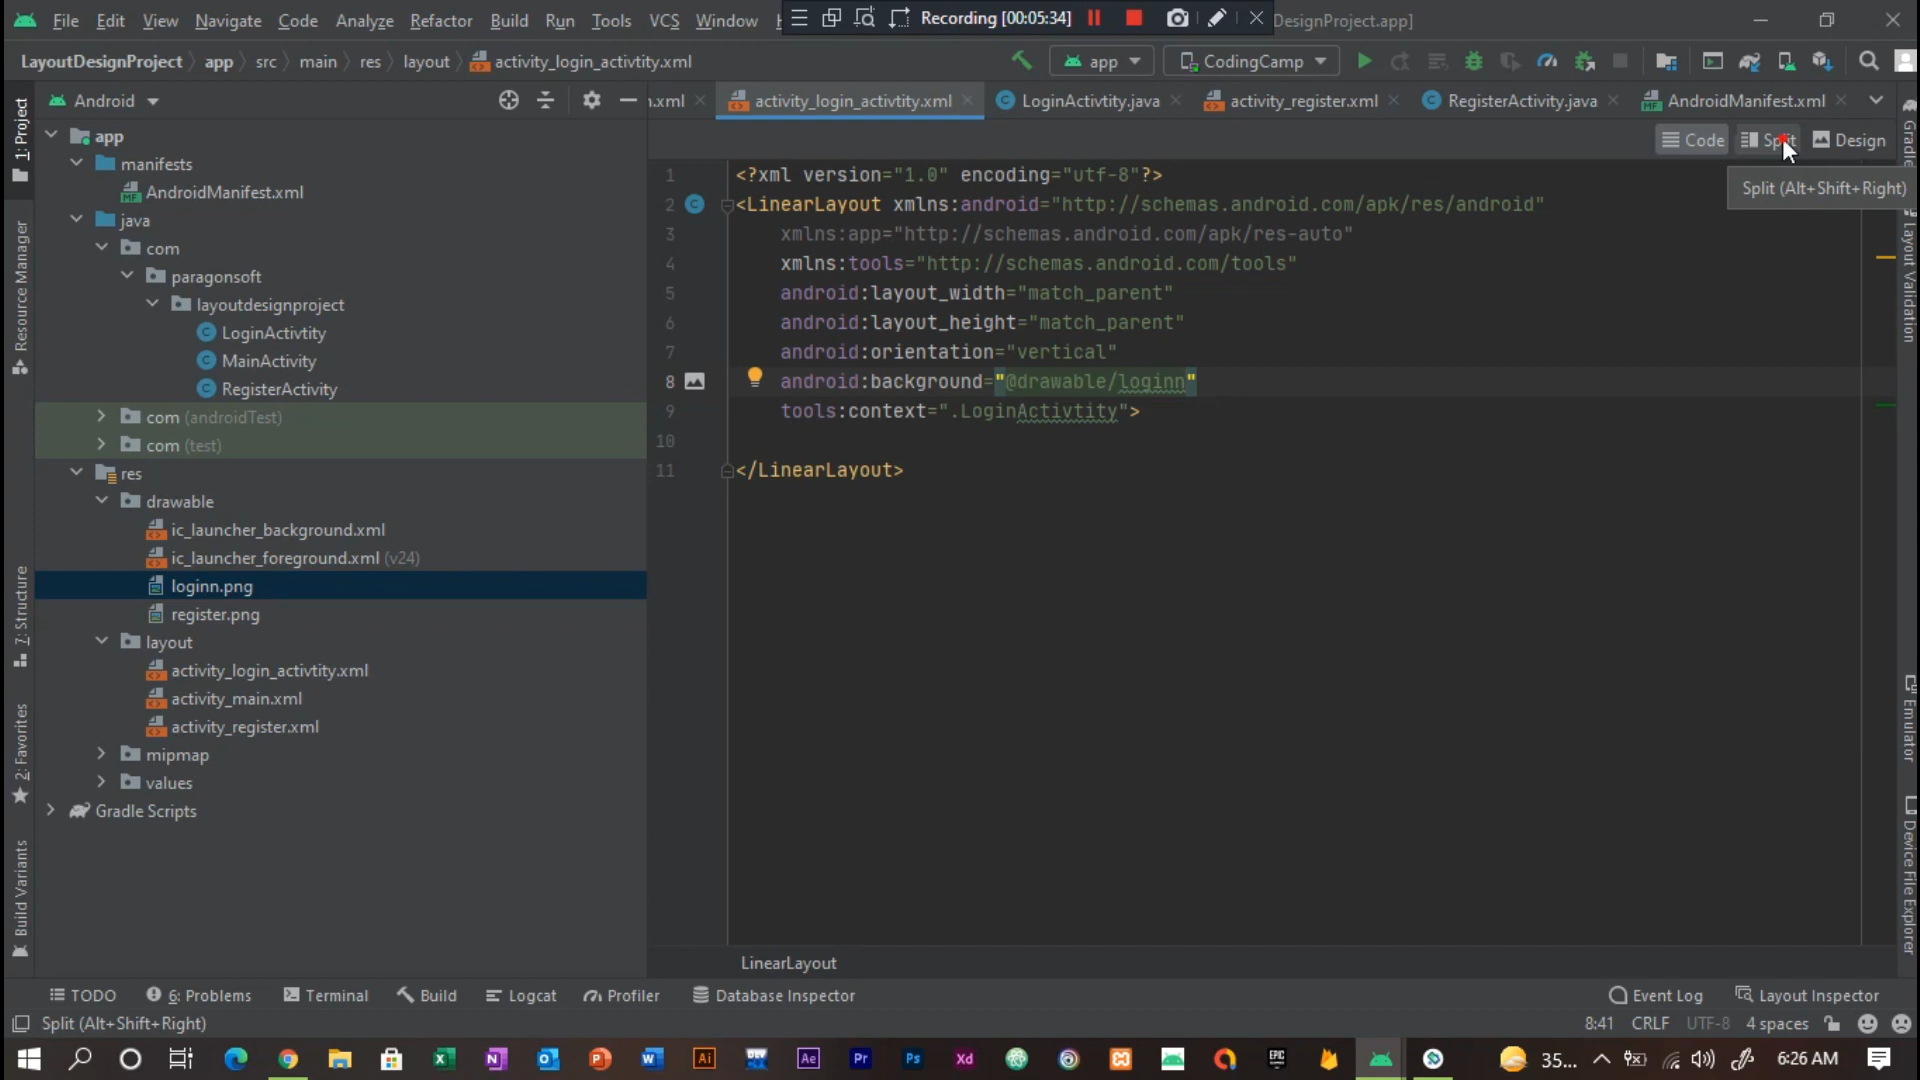 File Edit View Navigate Code Analyze Refactor Build Run Tools VCS Window Recording [00:05:34] DesignProject.app]
LayoutDesignProject app src main res layout activity_login_activtity.xml app CodingCamp
Android
n.xml activity_login_activtity.xml LoginActivtity.java activity_register.xml RegisterActivity.java AndroidManifest.xml
Code Split Design
Split (Alt+Shift+Right)
1: Project
Resource Manager
7: Structure
2: Favorites
Build Variants
app
manifests
AndroidManifest.xml
java
com
paragonsoft
layoutdesignproject
LoginActivtity
MainActivity
RegisterActivity
com (androidTest)
com (test)
res
drawable
ic_launcher_background.xml
ic_launcher_foreground.xml (v24)
loginn.png
register.png
layout
activity_login_activtity.xml
activity_main.xml
activity_register.xml
mipmap
values
Gradle Scripts
1 <?xml version="1.0" encoding="utf-8"?>
2 <LinearLayout xmlns:android="http://schemas.android.com/apk/res/android"
3 xmlns:app="http://schemas.android.com/apk/res-auto"
4 xmlns:tools="http://schemas.android.com/tools"
5 android:layout_width="match_parent"
6 android:layout_height="match_parent"
7 android:orientation="vertical"
8 android:background="@drawable/loginn"
9 tools:context=".LoginActivtity">
10
11 </LinearLayout>
LinearLayout
Gradle
Layout Validation
Emulator
Device File Explorer
TODO 6: Problems Terminal Build Logcat Profiler Database Inspector Event Log Layout Inspector
Split (Alt+Shift+Right) 8:41 CRLF UTF-8 4 spaces
35... 6:26 AM